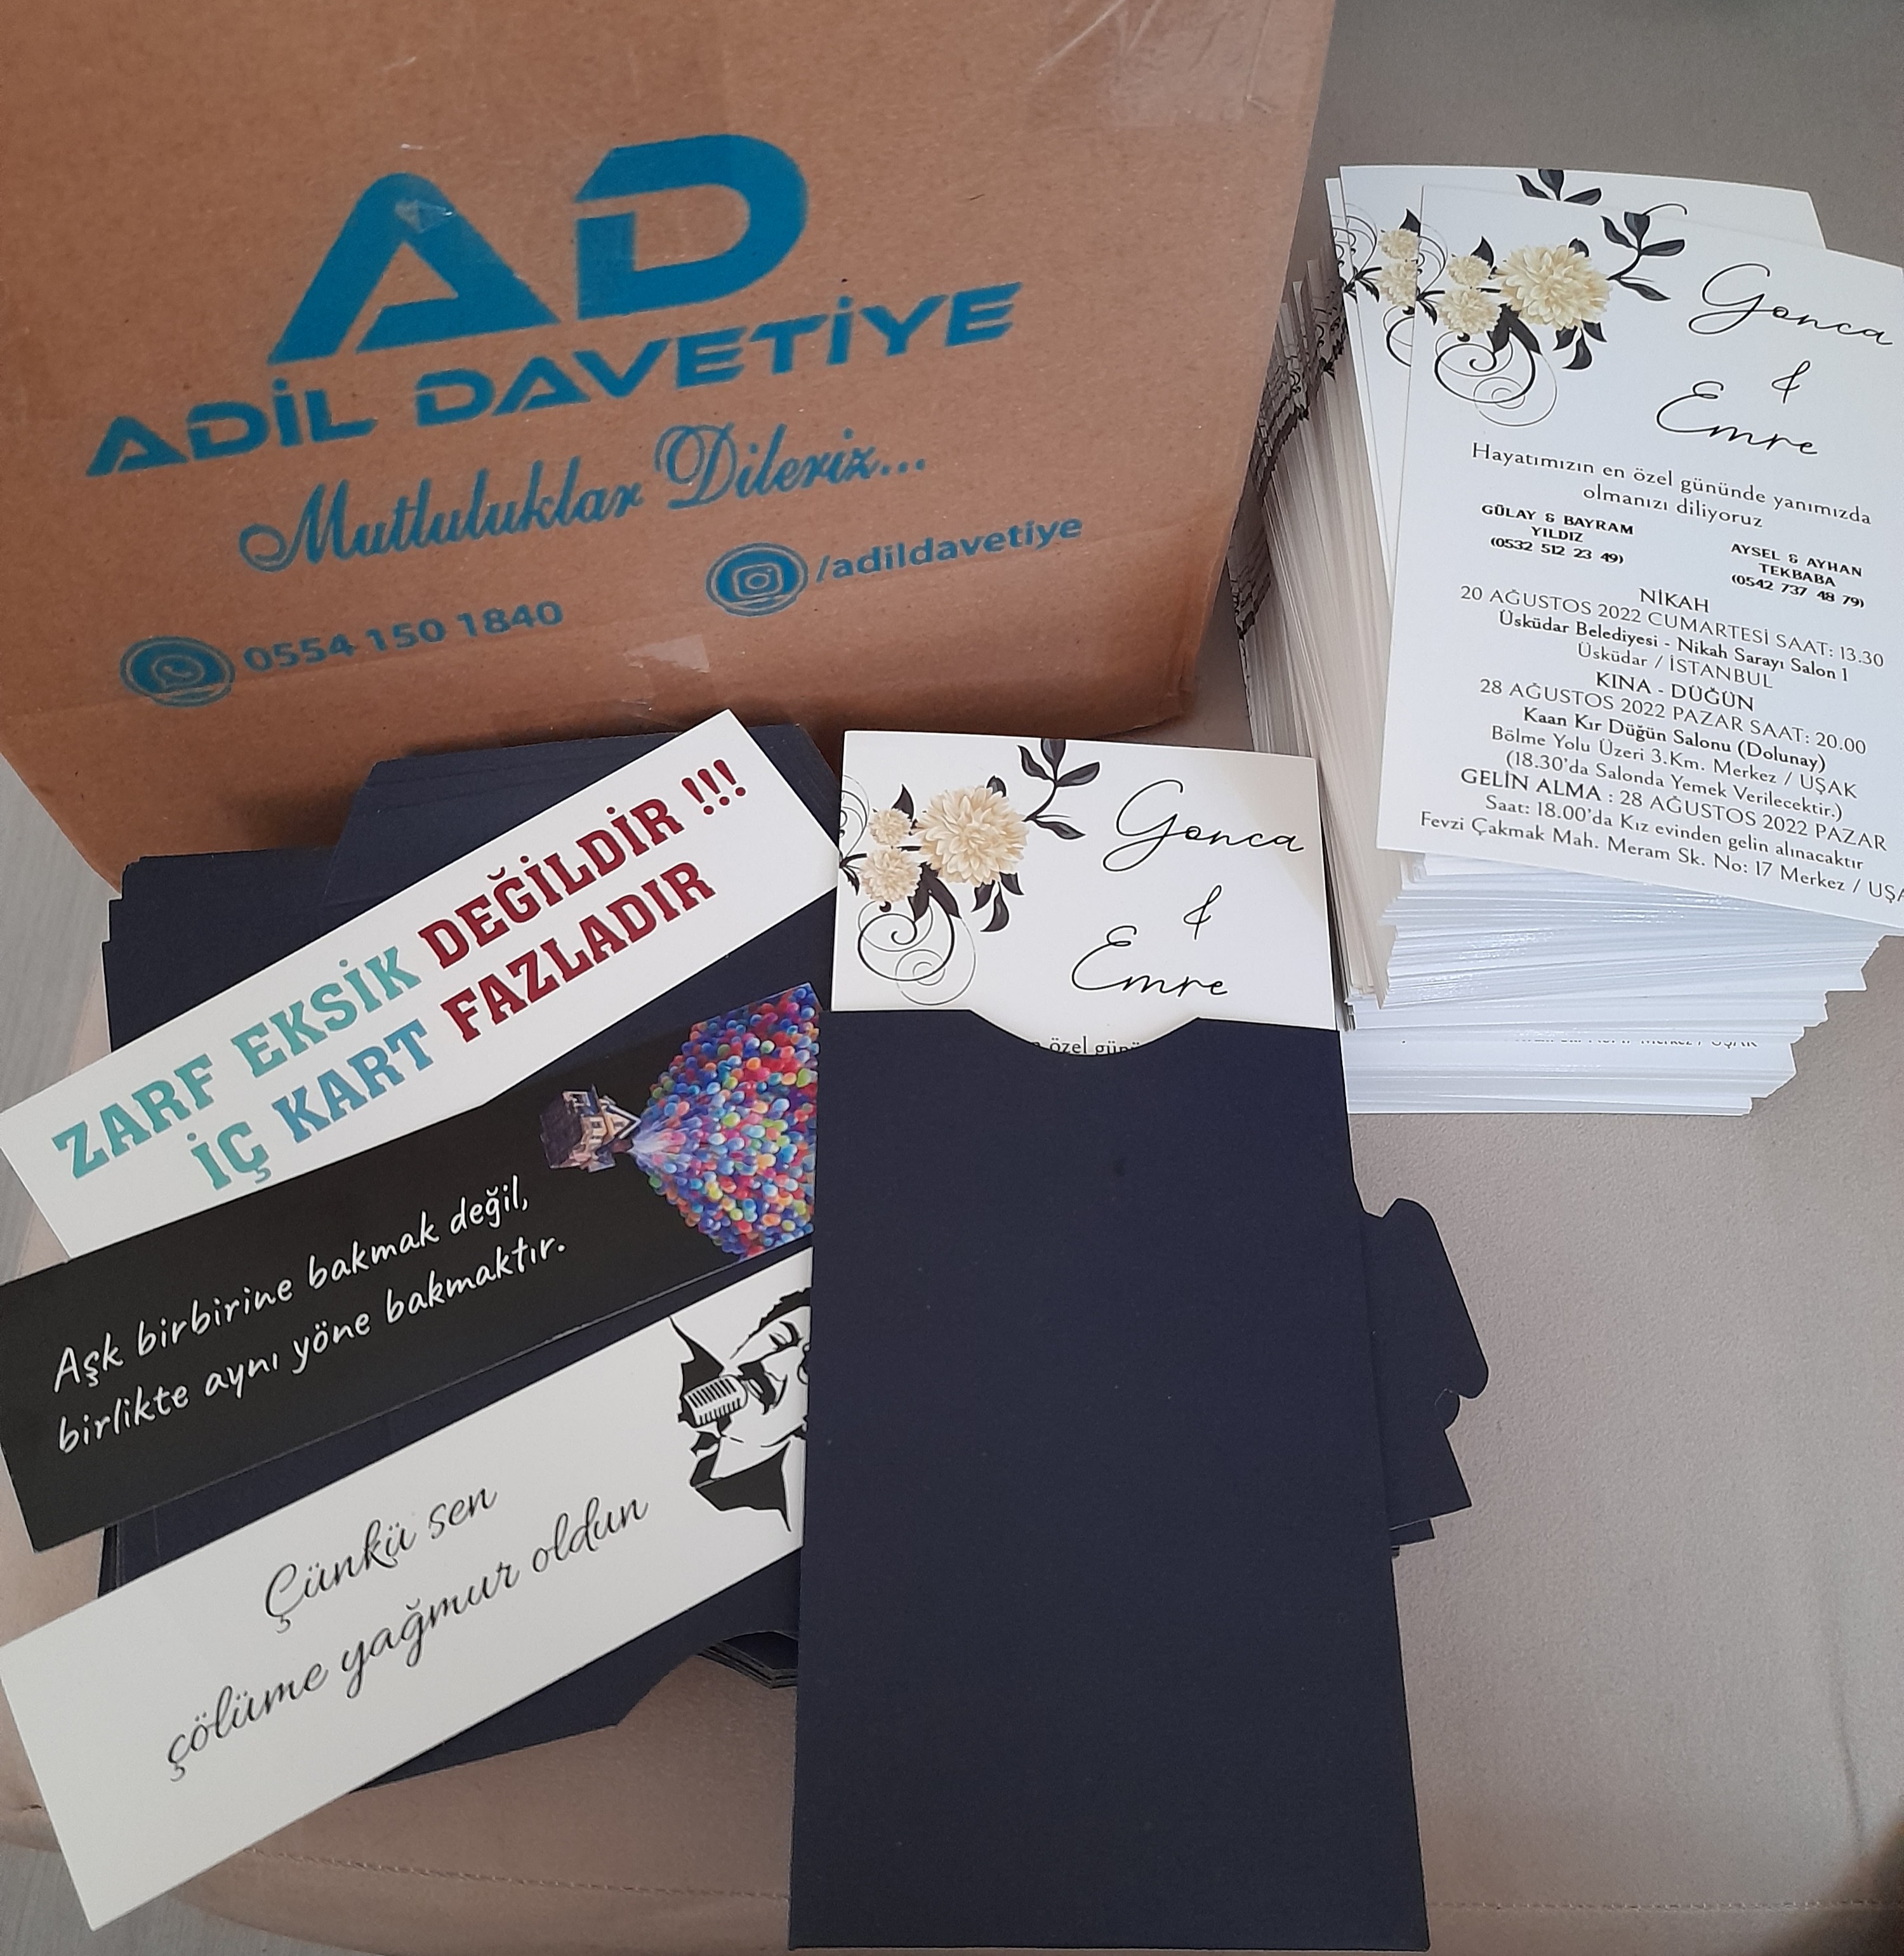 AD
ADİL DAVETİYE
Mutluluklar Dileriz...
0554 150 1840
/adildavetiye
Gonca
&
Emre
Hayatımızın en özel gününde yanımızda
olmanızı diliyoruz
GÜLAY & BAYRAM
YILDIZ
(0532 512 23 49)
AYSEL & AYHAN
TEKBABA
(0542 737 48 79)
NİKAH
20 AĞUSTOS 2022 CUMARTESİ SAAT: 13.30
Üsküdar Belediyesi - Nikah Sarayı Salon 1
Üsküdar / İSTANBUL
KINA - DÜĞÜN
28 AĞUSTOS 2022 PAZAR SAAT: 20.00
Kaan Kır Düğün Salonu (Dolunay)
Bölme Yolu Üzeri 3.Km. Merkez / UŞAK
(18.30'da Salonda Yemek Verilecektir.)
GELİN ALMA : 28 AĞUSTOS 2022 PAZAR
Saat: 18.00'da Kız evinden gelin alınacaktır
Fevzi Çakmak Mah. Meram Sk. No: 17 Merkez / UŞA
Merkez / UŞAK
ZARF EKSİK DEĞİLDİR !!!
İÇ KART FAZLADIR
Aşk birbirine bakmak değil,
birlikte aynı yöne bakmaktır.
Çünkü sen
çölüme yağmur oldun
Gonca
&
Emre
özel